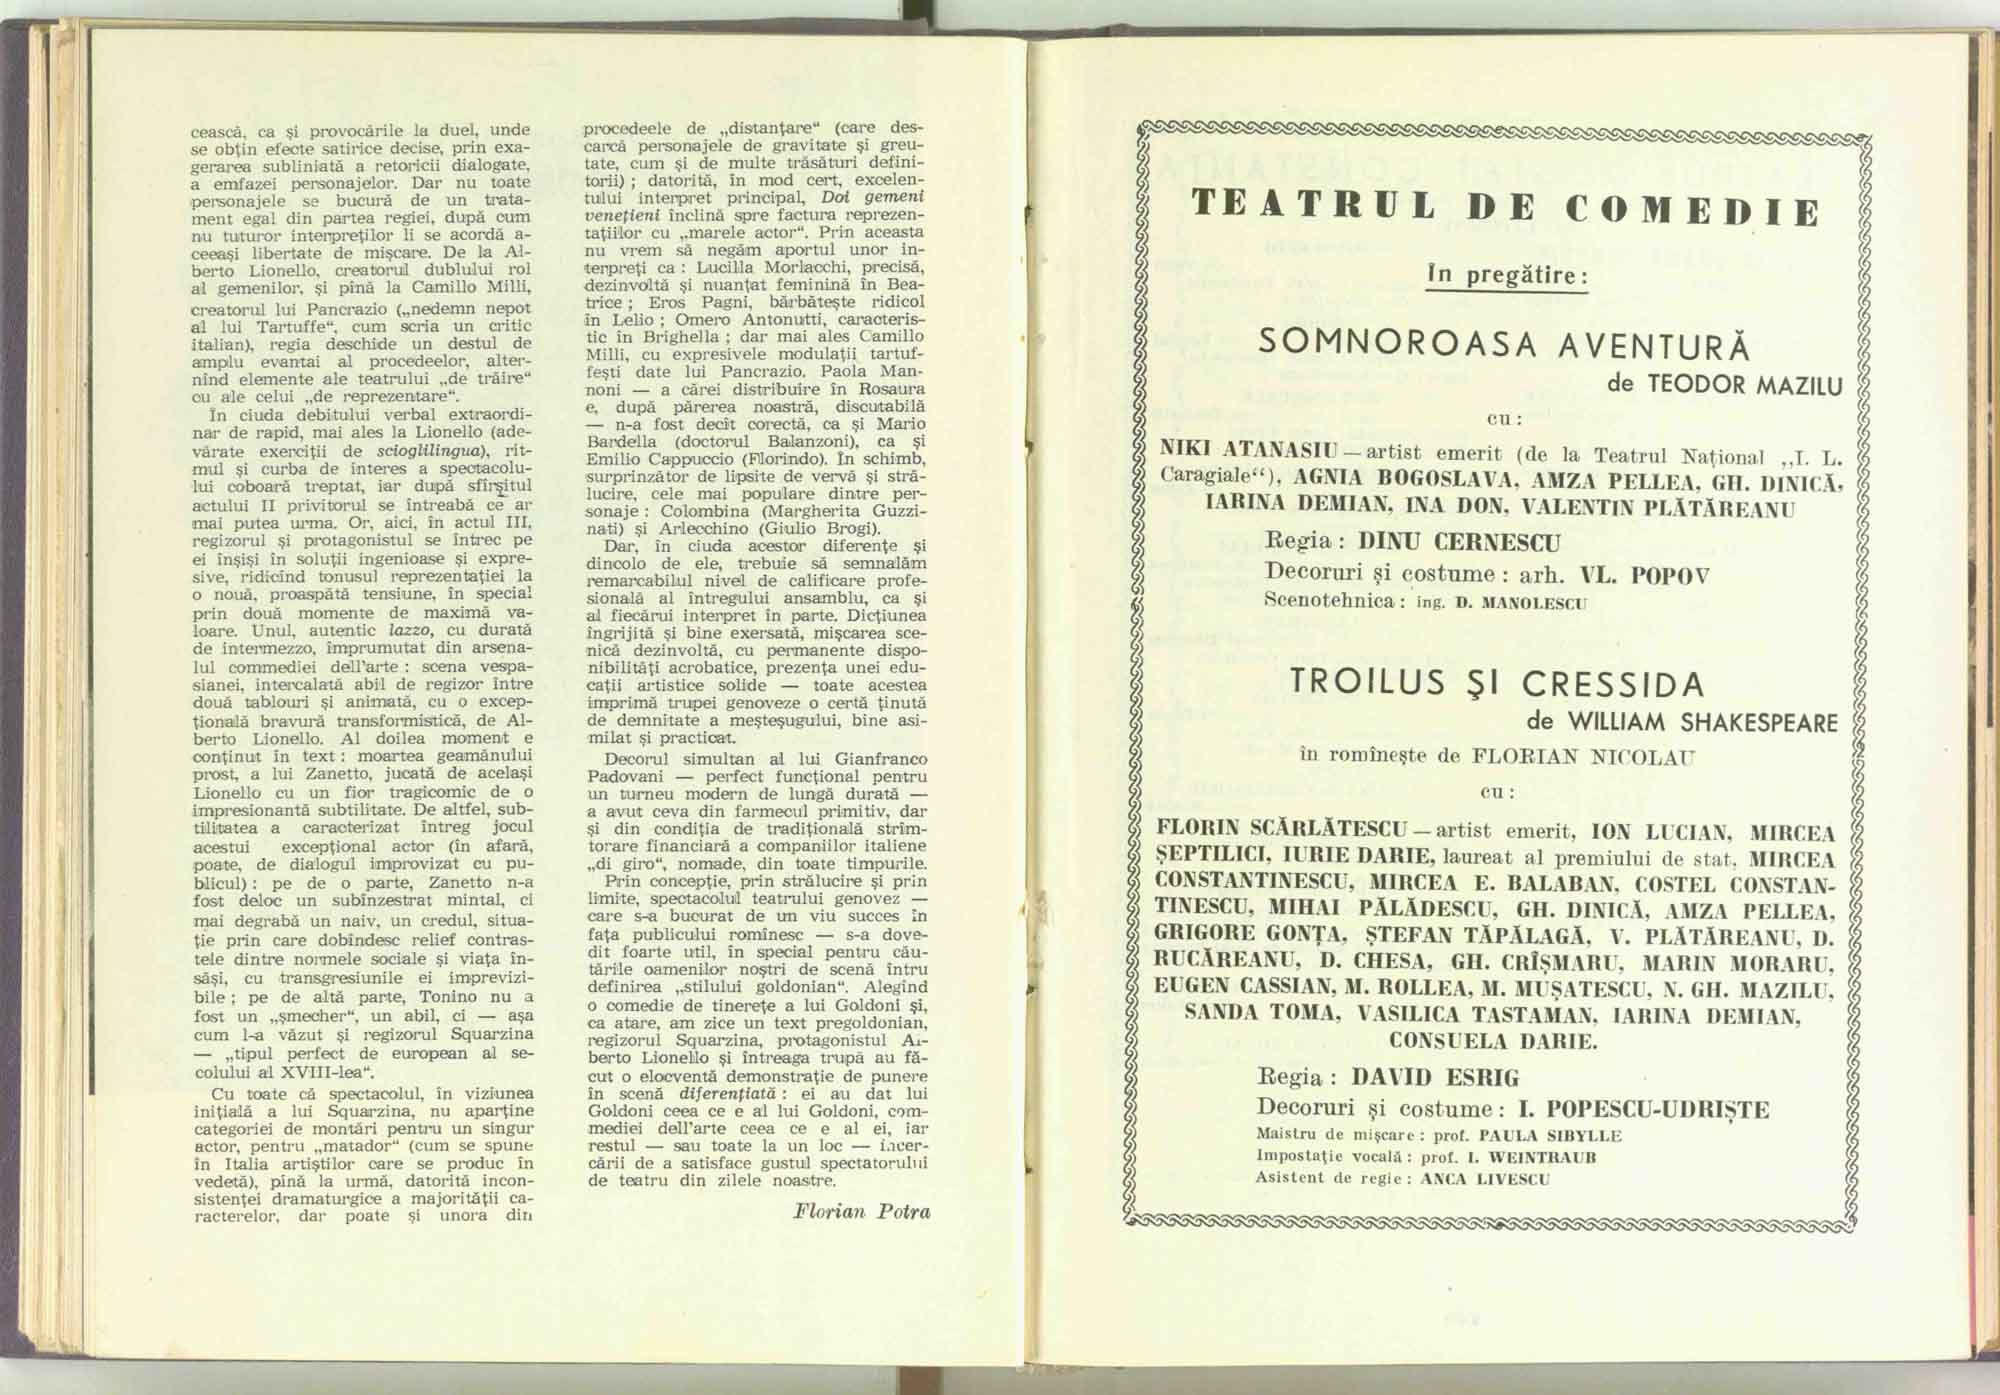 cească, ca și provocările la duel, unde
se obțin efecte satirice decise, prin exa-
gerarea subliniată a retoricii dialogate,
a emfazei personajelor. Dar nu toate
personajele se bucură de un trata-
ment egal din partea regiei, după cum
nu tuturor interpreților li se acordă a-
ceeași libertate de mișcare. De la Al-
berto Lionello, creatorul dublului rol
al gemenilor, și pînă la Camillo Milli,
creatorul lui Pancrazio („nedemn nepot
al lui Tartuffe“, cum scria un critic
italian), regia deschide un destul de
amplu evantai al procedeelor, alter-
nînd elemente ale teatrului „de trăire“
cu ale celui „de reprezentare“.
În ciuda debitului verbal extraordi-
nar de rapid, mai ales la Lionello (ade-
vărate exerciții de scioglilingua), rit-
mul și curba de interes a spectacolu-
lui coboară treptat, iar după sfîrșitul
actului II privitorul se întreabă ce ar
mai putea urma. Or, aici, în actul III,
regizorul și protagonistul se întrec pe
ei înșiși în soluții ingenioase și expre-
sive, ridicînd tonusul reprezentației la
o nouă, proaspătă tensiune, în special
prin două momente de maximă va-
loare. Unul, autentic lazzo, cu durată
de intermezzo, împrumutat din arsena-
lul commediei dell'arte : scena vespa-
sianei, intercalată abil de regizor între
două tablouri și animată, cu o excep-
țională bravură transformistică, de Al-
berto Lionello. Al doilea moment e
conținut în text : moartea geamănului
prost, a lui Zanetto, jucată de același
Lionello cu un fior tragicomic de o
impresionantă subtilitate. De altfel, sub-
tilitatea a caracterizat întreg jocul
acestui excepțional actor (în afară,
poate, de dialogul improvizat cu pu-
blicul) : pe de o parte, Zanetto n-a
fost deloc un subînzestrat mintal, ci
mai degrabă un naiv, un credul, situa-
ție prin care dobîndesc relief contras-
tele dintre normele sociale și viața în-
săși, cu transgresiunile ei imprevizi-
bile ; pe de altă parte, Tonino nu a
fost un „șmecher“, un abil, ci — așa
cum l-a văzut și regizorul Squarzina
— „tipul perfect de european al se-
colului al XVIII-lea“.
Cu toate că spectacolul, în viziunea
inițială a lui Squarzina, nu aparține
categoriei de montări pentru un singur
actor, pentru „matador“ (cum se spune
în Italia artiștilor care se produc în
vedetă), pînă la urmă, datorită incon-
sistenței dramaturgice a majorității ca-
racterelor, dar poate și unora din
procedeele de „distanțare“ (care des-
carcă personajele de gravitate și greu-
tate, cum și de multe trăsături defini-
torii) ; datorită, în mod cert, excelen-
tului interpret principal, Doi gemeni
venețieni înclină spre factura reprezen-
tațiilor cu „marele actor“. Prin aceasta
nu vrem să negăm aportul unor in-
terpreți ca : Lucilla Morlacchi, precisă,
dezinvoltă și nuanțat feminină în Bea-
trice ; Eros Pagni, bărbătește ridicol
în Lelio ; Omero Antonutti, caracteris-
tic în Brighella ; dar mai ales Camillo
Milli, cu expresivele modulații tartuf-
fești date lui Pancrazio. Paola Man-
noni — a cărei distribuire în Rosaura
e, după părerea noastră, discutabilă
— n-a fost decît corectă, ca și Mario
Bardella (doctorul Balanzoni), ca și
Emilio Cappuccio (Florindo). În schimb,
surprinzător de lipsite de vervă și stră-
lucire, cele mai populare dintre per-
sonaje : Colombina (Margherita Guzzi-
nati) și Arlecchino (Giulio Brogi).
Dar, în ciuda acestor diferențe și
dincolo de ele, trebuie să semnalăm
remarcabilul nivel de calificare profe-
sională al întregului ansamblu, ca și
al fiecărui interpret în parte. Dicțiunea
îngrijită și bine exersată, mișcarea sce-
nică dezinvoltă, cu permanente dispo-
nibilități acrobatice, prezența unei edu-
cații artistice solide — toate acestea
imprimă trupei genoveze o certă ținută
de demnitate a meșteșugului, bine asi-
milat și practicat.
Decorul simultan al lui Gianfranco
Padovani — perfect funcțional pentru
un turneu modern de lungă durată —
a avut ceva din farmecul primitiv, dar
și din condiția de tradițională strîm-
torare financiară a companiilor italiene
„di giro“, nomade, din toate timpurile.
Prin concepție, prin strălucire și prin
limite, spectacolul teatrului genovez —
care s-a bucurat de un viu succes în
fața publicului romînesc — s-a dove-
dit foarte util, în special pentru cău-
tările oamenilor noștri de scenă întru
definirea „stilului goldonian“. Alegînd
o comedie de tinerețe a lui Goldoni și,
ca atare, am zice un text pregoldonian,
regizorul Squarzina, protagonistul Al-
berto Lionello și întreaga trupă au fă-
cut o elocventă demonstrație de punere
în scenă diferențiată : ei au dat lui
Goldoni ceea ce e al lui Goldoni, com-
mediei dell'arte ceea ce e al ei, iar
restul — sau toate la un loc — încer-
cării de a satisface gustul spectatorului
de teatru din zilele noastre.
Florian Potra
TEATRUL DE COMEDIE
În pregătire :
SOMNOROASA AVENTURĂ
de TEODOR MAZILU
cu :
NIKI ATANASIU — artist emerit (de la Teatrul Național „I. L.
Caragiale“), AGNIA BOGOSLAVA, AMZA PELLEA, GH. DINICĂ,
IARINA DEMIAN, INA DON, VALENTIN PLĂTĂREANU
Regia : DINU CERNESCU
Decoruri și costume : arh. VL. POPOV
Scenotehnica : ing. D. MANOLESCU
TROILUS ȘI CRESSIDA
de WILLIAM SHAKESPEARE
în romînește de FLORIAN NICOLAU
cu :
FLORIN SCĂRLĂTESCU — artist emerit, ION LUCIAN, MIRCEA
ȘEPTILICI, IURIE DARIE, laureat al premiului de stat, MIRCEA
CONSTANTINESCU, MIRCEA E. BALABAN, COSTEL CONSTAN-
TINESCU, MIHAI PĂLĂDESCU, GH. DINICĂ, AMZA PELLEA,
GRIGORE GONȚA, ȘTEFAN TĂPĂLAGĂ, V. PLĂTĂREANU, D.
RUCĂREANU, D. CHESA, GH. CRÎȘMARU, MARIN MORARU,
EUGEN CASSIAN, M. ROLLEA, M. MUȘATESCU, N. GH. MAZILU,
SANDA TOMA, VASILICA TASTAMAN, IARINA DEMIAN,
CONSUELA DARIE.
Regia : DAVID ESRIG
Decoruri și costume : I. POPESCU-UDRIȘTE
Maistru de mișcare : prof. PAULA SIBYLLE
Impostație vocală : prof. I. WEINTRAUB
Asistent de regie : ANCA LIVESCU